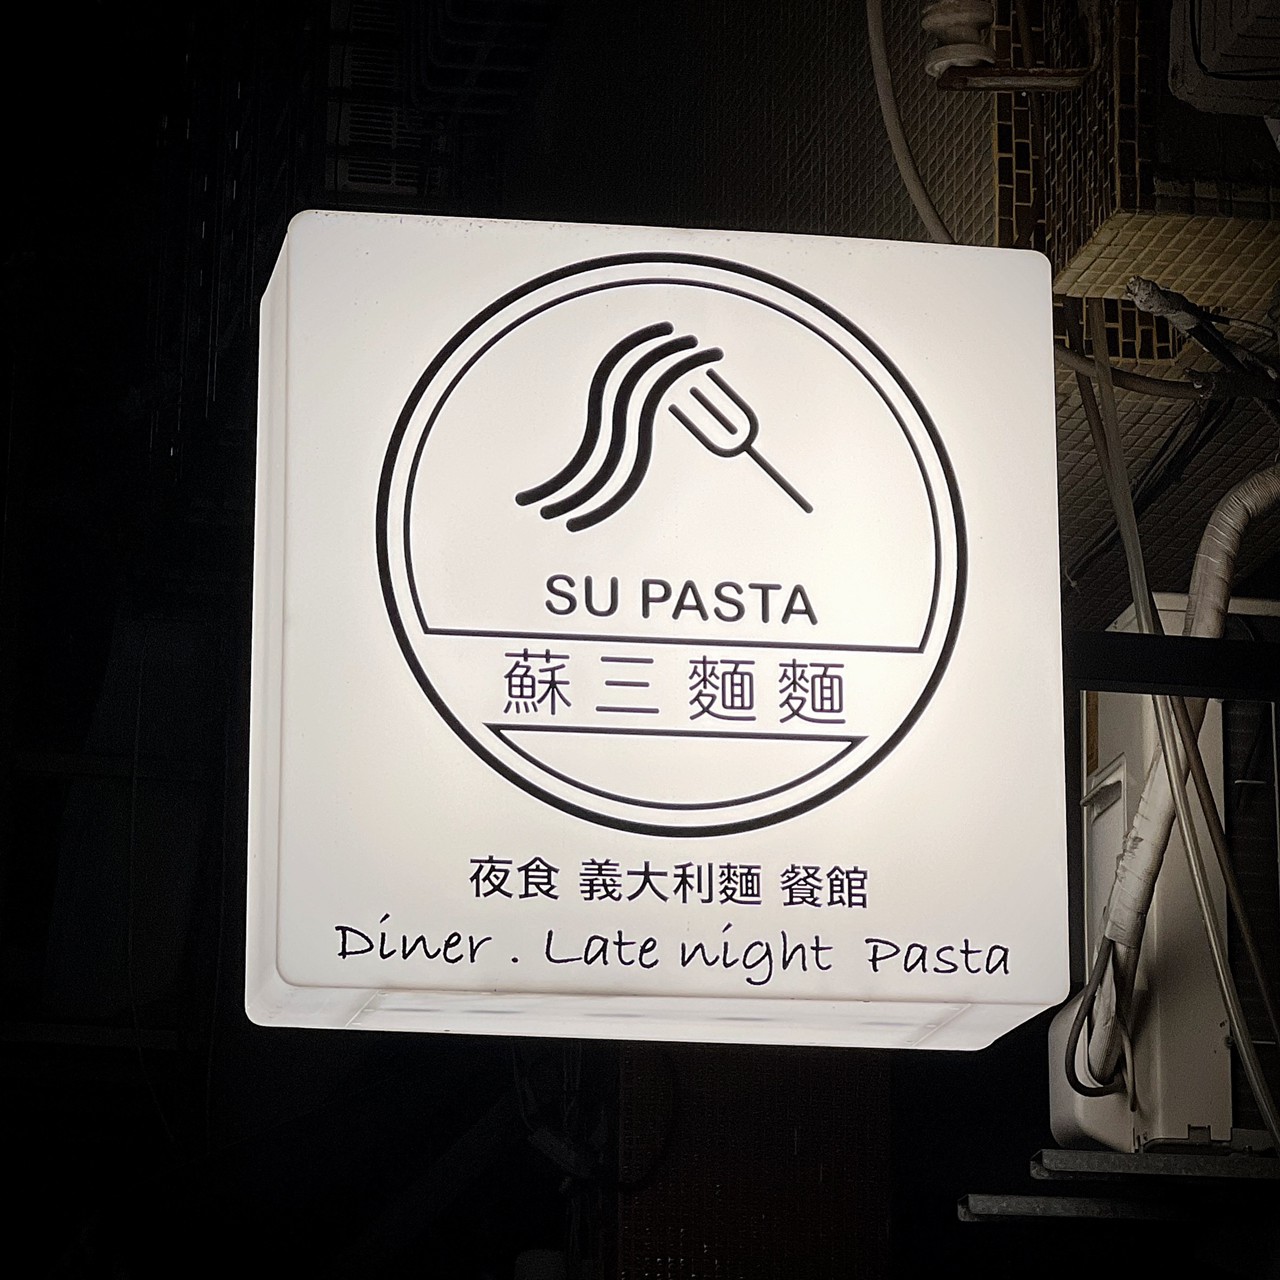 SU PASTA
蘇三麵麵
夜食 義大利麵 餐館
Diner . Late night Pasta